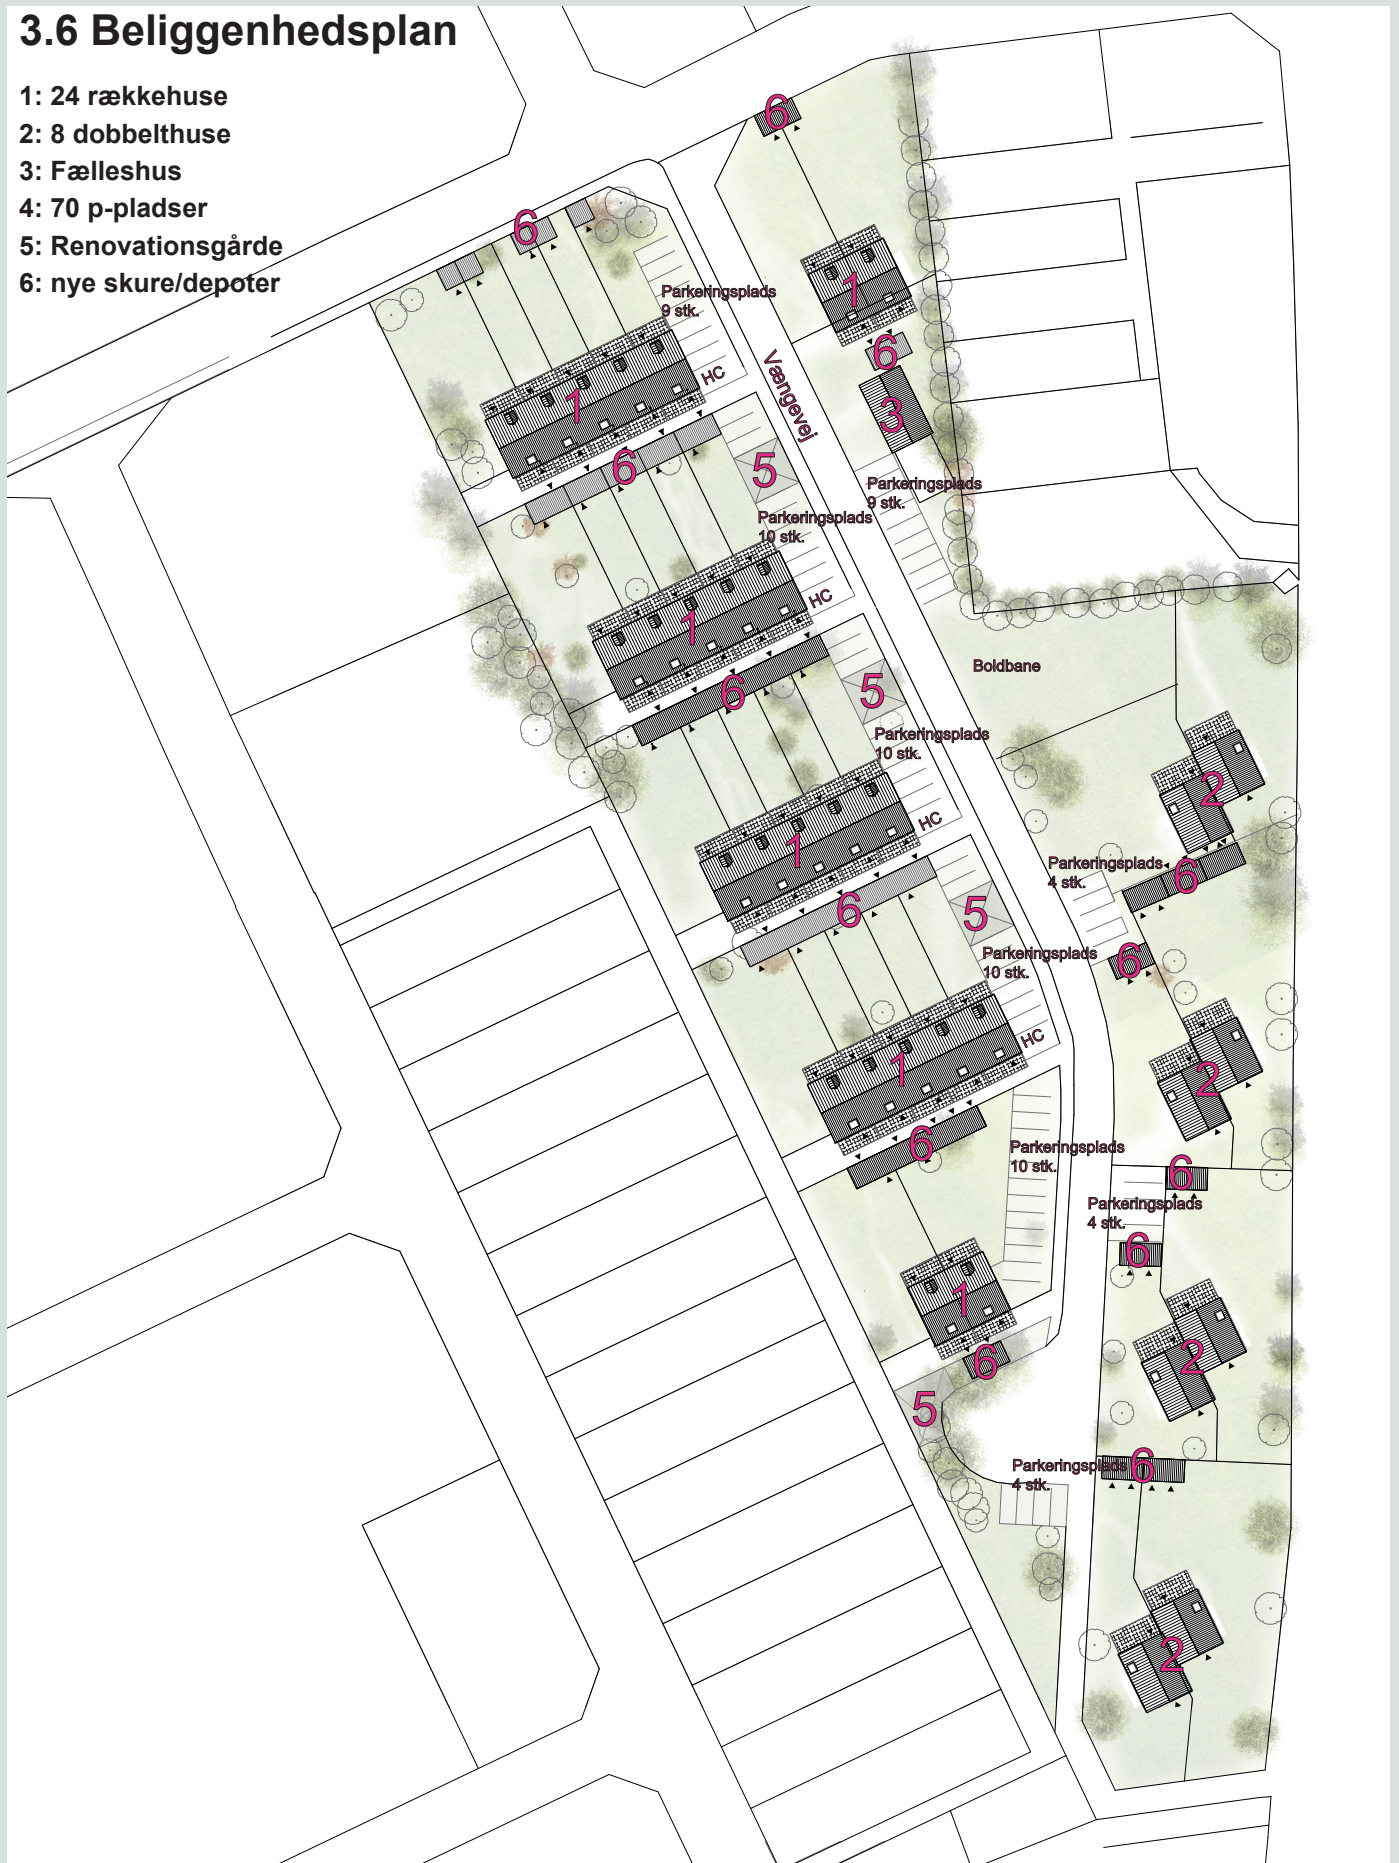 3.6 Beliggenhedsplan
1: 24 rækkehuse
2: 8 dobbelthuse
3: Fælleshus
4: 70 p-pladser
5: Renovationsgårde
6: nye skure/depoter
6
6
1
Parkeringsplads
9 stk.
6
Vængevej
HC
1
3
6
5
Parkeringsplads
9 stk.
Parkeringsplads
10 stk.
HC
1
Boldbane
6
5
Parkeringsplads
10 stk.
2
HC
1
Parkeringsplads
4 stk.
6
6
5
Parkeringsplads
10 stk.
6
HC
1
2
6
Parkeringsplads
10 stk.
6
Parkeringsplads
4 stk.
6
1
6
2
5
Parkeringsplads
4 stk.
6
2